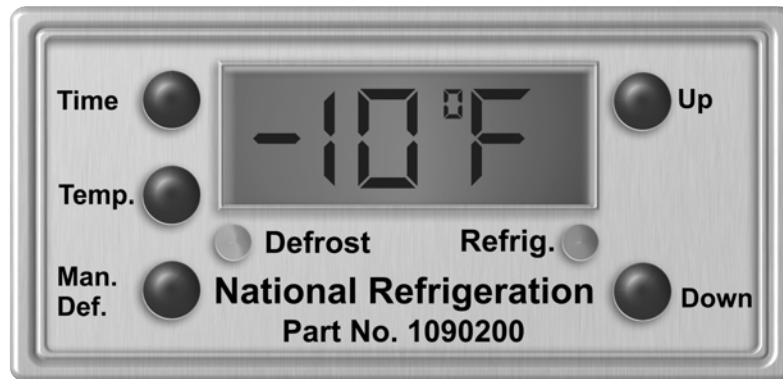 Time
-10°F
Up
Temp.
Defrost
Refrig.
Man.
Def.
National Refrigeration
Down
Part No. 1090200